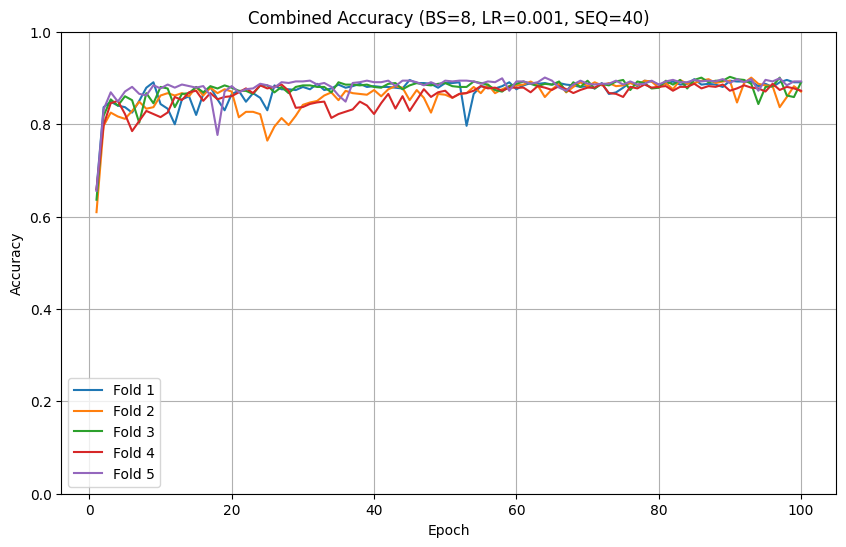 Combined Accuracy (BS=8, LR=0.001, SEQ=40)
1.0
0.8
0.6
0.4
0.2
0.0
Accuracy
Fold 1
Fold 2
Fold 3
Fold 4
Fold 5
0 20 40 60 80 100
Epoch